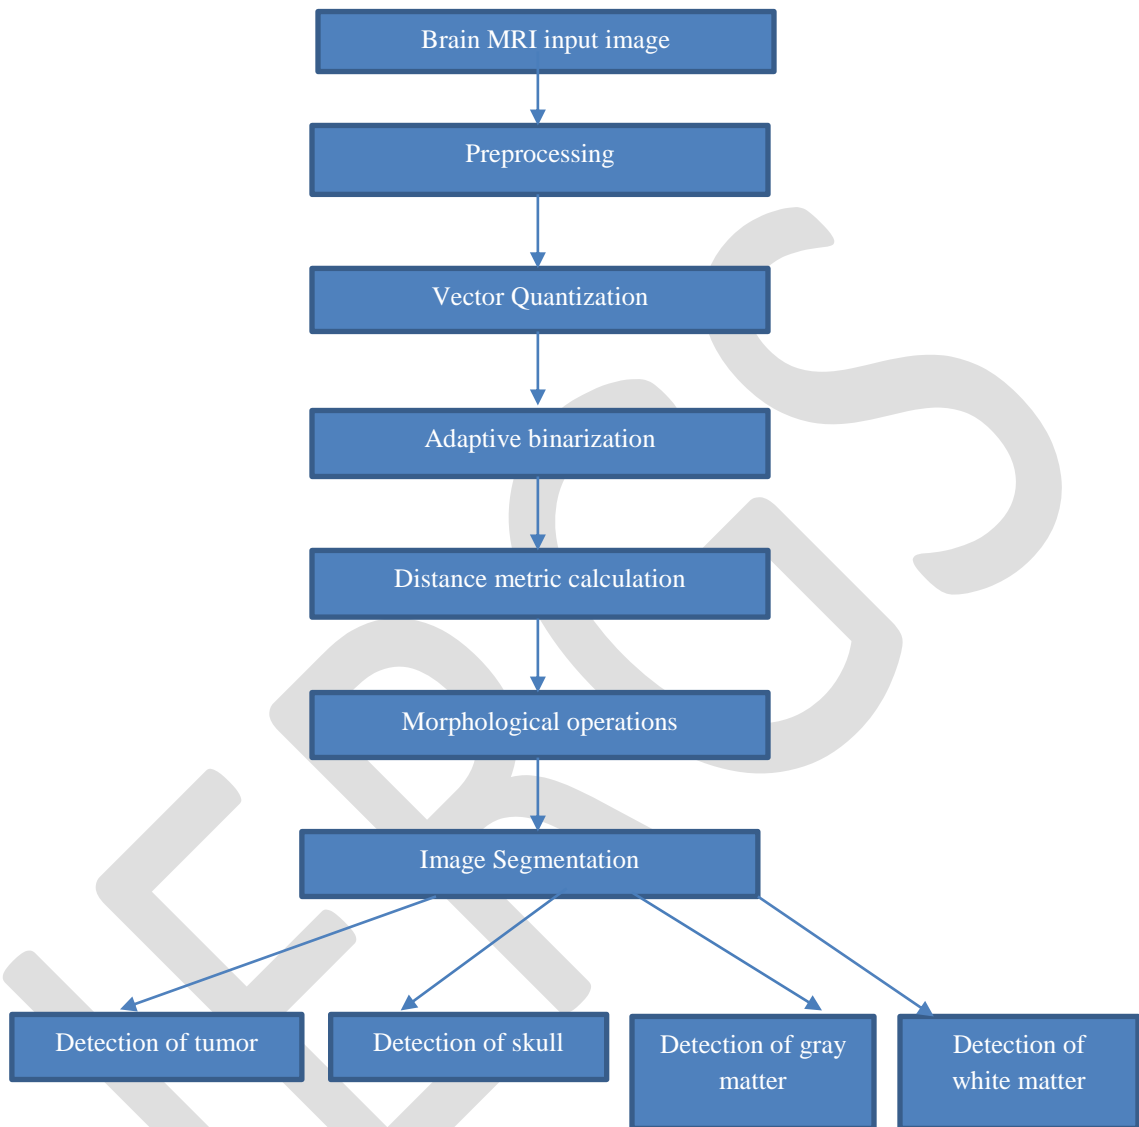 Brain MRI input image
Preprocessing
Vector Quantization
Adaptive binarization
Distance metric calculation
Morphological operations
Image Segmentation
Detection of tumor
Detection of skull
Detection of gray
matter
Detection of
white matter